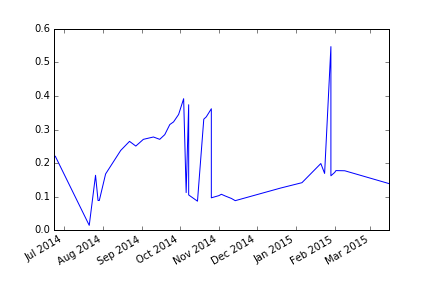 0.6
0.5
0.4
0.3
0.2
0.1
0.0
Jul 2014
Aug 2014
Sep 2014
Oct 2014
Nov 2014
Dec 2014
Jan 2015
Feb 2015
Mar 2015